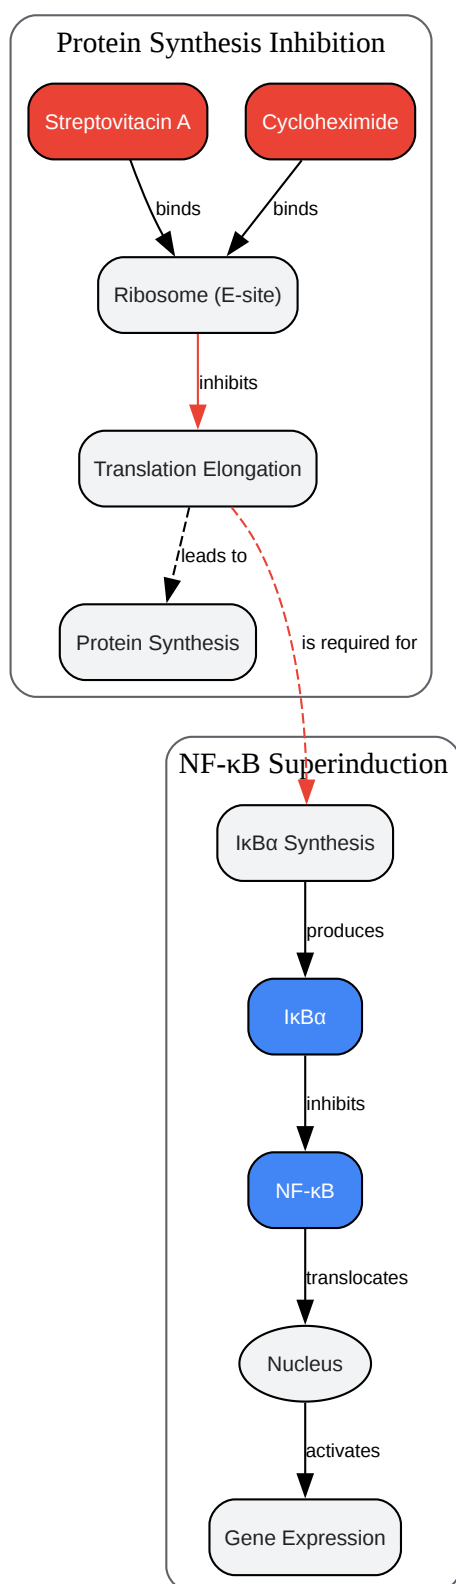 Protein Synthesis Inhibition
Streptovitacin A
Cycloheximide
binds
binds
Ribosome (E-site)
inhibits
Translation Elongation
leads to
Protein Synthesis
is required for
NF-κB Superinduction
IκBα Synthesis
produces
IκBα
inhibits
NF-κB
translocates
Nucleus
activates
Gene Expression